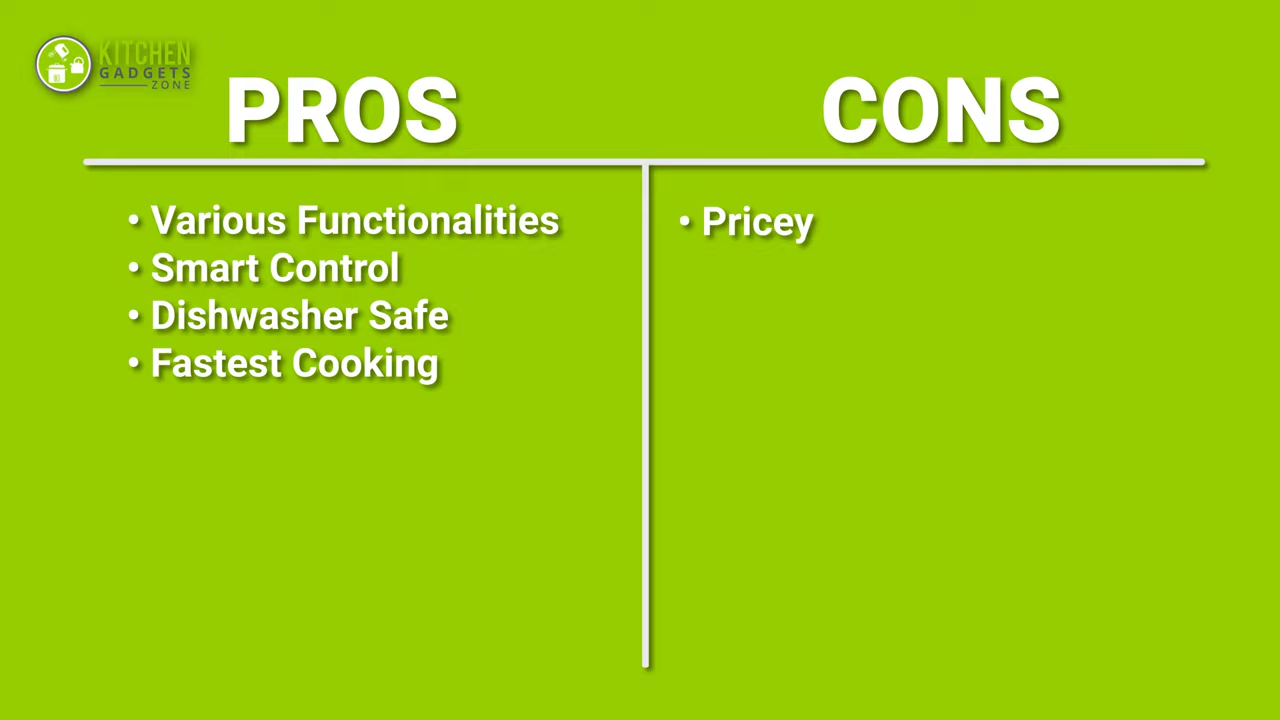 KITCHEN
GADGETS
ZONE
PROS
CONS
• Various Functionalities
• Smart Control
• Dishwasher Safe
• Fastest Cooking
• Pricey